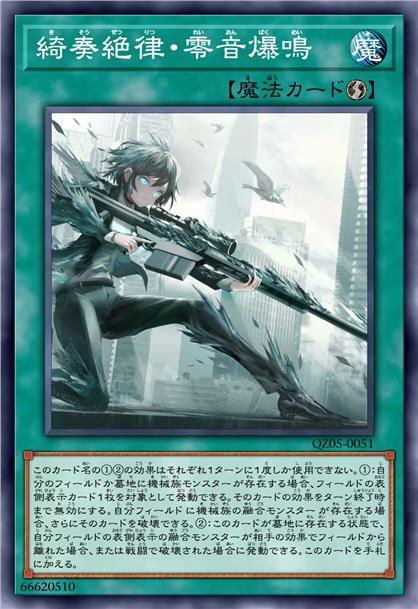 綺奏絶律・零音爆鳴
魔
【魔法カード】
QZ05-0051
このカード名の①②の効果はそれぞれ1ターンに1度しか使用できない。①：自
分のフィールドか墓地に機械族モンスターが存在する場合、フィールドの表
側表示カード1枚を対象として発動できる。そのカードの効果をターン終了時
まで無効にする。自分フィールドに機械族の融合モンスターが存在する場
合、さらにそのカードを破壊できる。②：このカードが墓地に存在する状態で、
自分フィールドの表側表示の融合モンスターが相手の効果でフィールドから
離れた場合、または戦闘で破壊された場合に発動できる。このカードを手札
に加える。
66620510